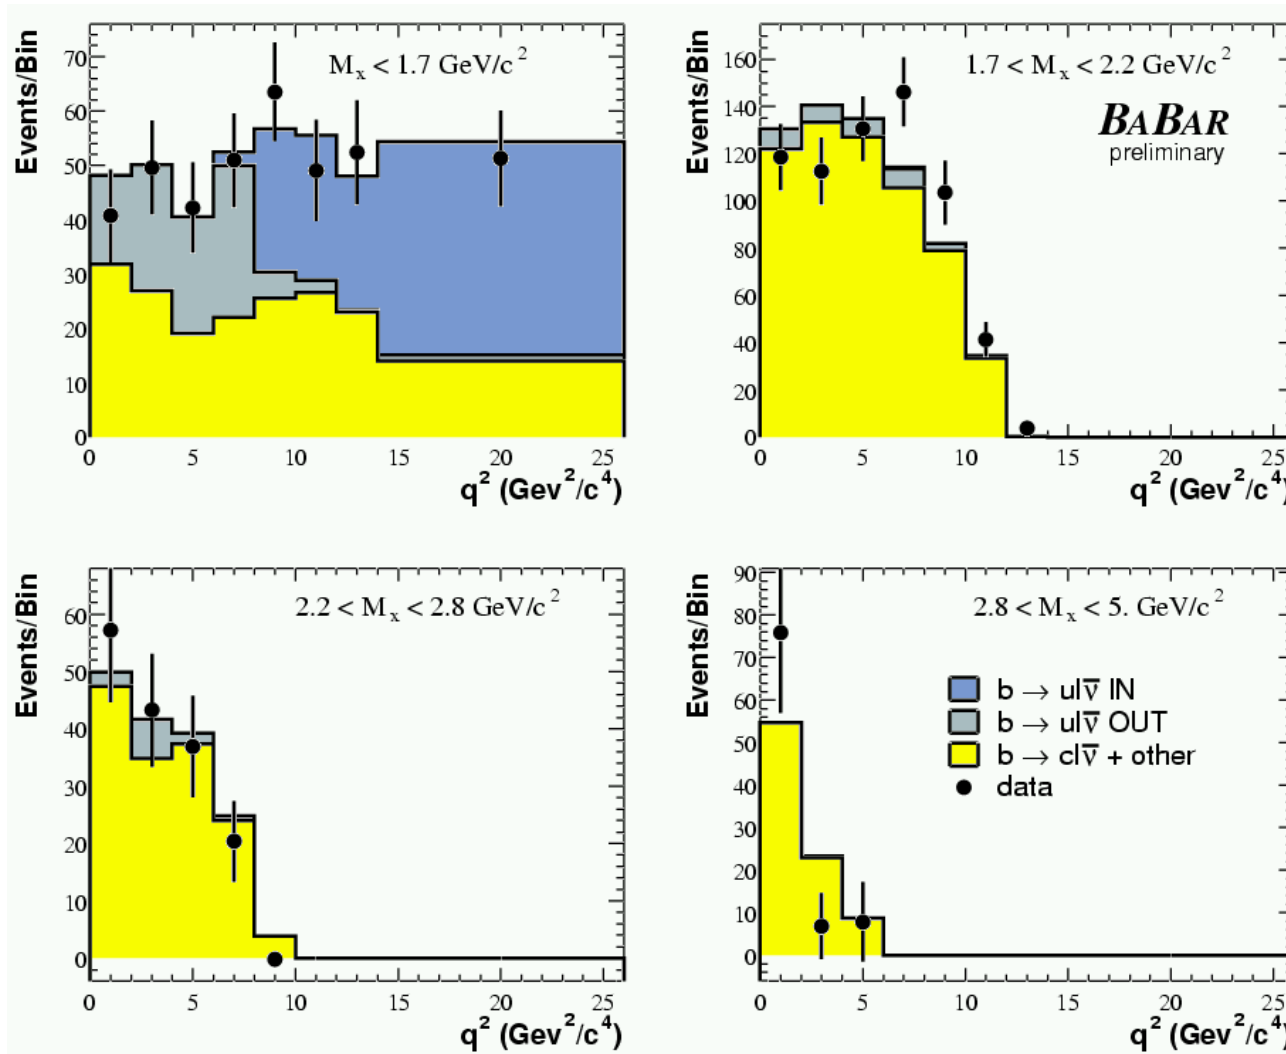 Events/Bin
M_x < 1.7 GeV/c²
70
60
50
40
30
20
10
0
0 5 10 15 20 25
q² (Gev²/c⁴)
Events/Bin
1.7 < M_x < 2.2 GeV/c²
BABAR
preliminary
160
140
120
100
80
60
40
20
0
0 5 10 15 20 25
q² (Gev²/c⁴)
Events/Bin
2.2 < M_x < 2.8 GeV/c²
60
50
40
30
20
10
0
0 5 10 15 20 25
q² (Gev²/c⁴)
Events/Bin
2.8 < M_x < 5. GeV/c²
90
80
70
60
50
40
30
20
10
0
b → ulν̅ IN
b → ulν̅ OUT
b → clν̅ + other
data
0 5 10 15 20 25
q² (Gev²/c⁴)